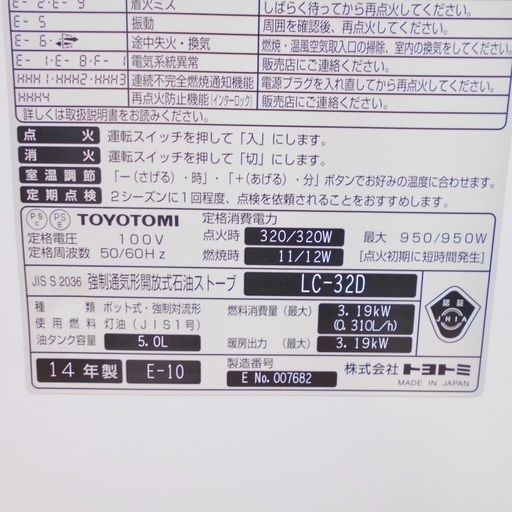 E-2・E-9 着火ミス しばらく待ってから再点火してください。
E-5 振動 周囲を確認後、再点火してください。
E-6・ 途中失火・換気 燃焼・温風空気取入口の掃除、室内の換気をしてください。
E-1・E-8・F-1 電気系統異常 販売店にご連絡ください。
HHH1・HHH2・HHH3 連続不完全燃焼通知機能 電源プラグを入れ直してから再点火してください。
HHH4 再点火防止機能(インターロック) 販売店にご連絡ください。
詳しくは取扱説明書をお読みください。
点火 運転スイッチを押して「入」にします。
消火 運転スイッチを押して「切」にします。
室温調節 「−(さげる)・時」・「+(あげる)・分」ボタンでお好みの温度に合わせます。
定期点検 2シーズンに1回程度、点検を依頼されることをおすすめします。
PSC PSE TOYOTOMI 定格消費電力
定格電圧 100V 点火時 320/320W 最大 950/950W
定格周波数 50/60Hz 燃焼時 11/12W [点火初期に短時間発生]
JIS S 2036 強制通気形開放式石油ストーブ LC-32D
種類 ポット式・強制対流形 燃料消費量(最大) 3.19kW
使用燃料 灯油(JIS1号) (0.310L/h)
油タンク容量 5.0L 暖房出力(最大) 3.19kW
認証 JHIA
14年製 E-10 製造番号 E No.007682 株式会社トヨトミ
MADE IN JAPAN